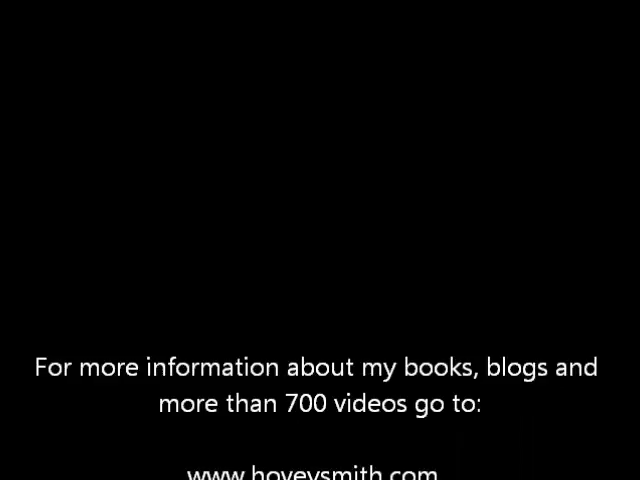 For more information about my books, blogs and
more than 700 videos go to:
www.hoveysmith.com